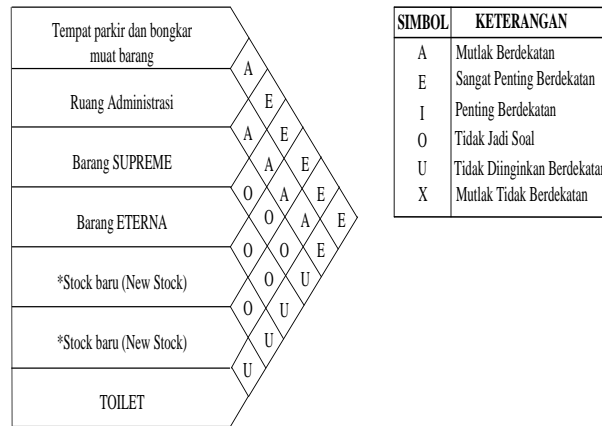 Tempat parkir dan bongkar
muat barang
Ruang Administrasi
Barang SUPREME
Barang ETERNA
*Stock baru (New Stock)
*Stock baru (New Stock)
TOILET
A
E
A E
A E
O A E
O A E
O O E
O U
O U
U
U
SIMBOL KETERANGAN
A Mutlak Berdekatan
E Sangat Penting Berdekatan
I Penting Berdekatan
O Tidak Jadi Soal
U Tidak Diinginkan Berdekatan
X Mutlak Tidak Berdekatan